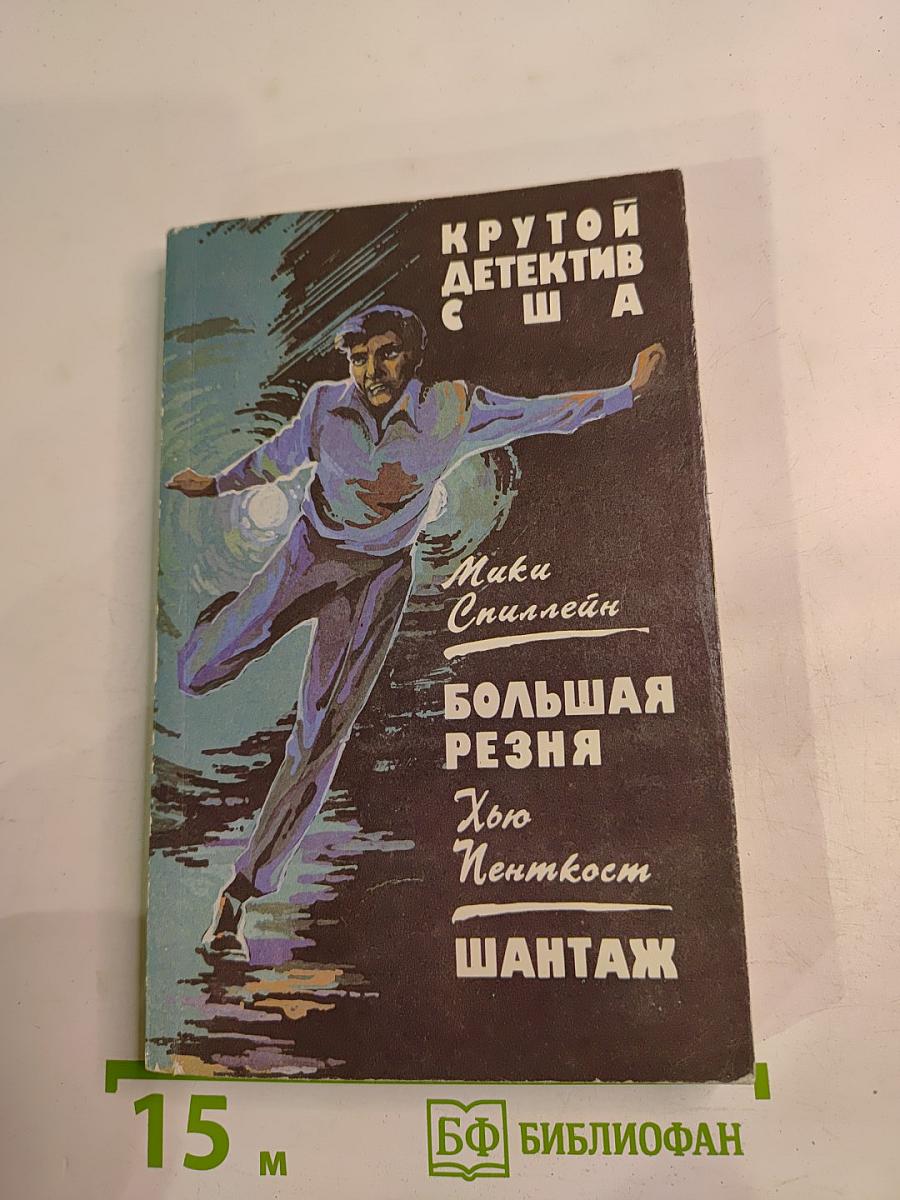 КРУТОЙ
ДЕТЕКТИВ
США
Мики
Спиллейн
БОЛЬШАЯ
РЕЗНЯ
Хью
Пенткост
ШАНТАЖ
15 м
БФ БИБЛИОФАН